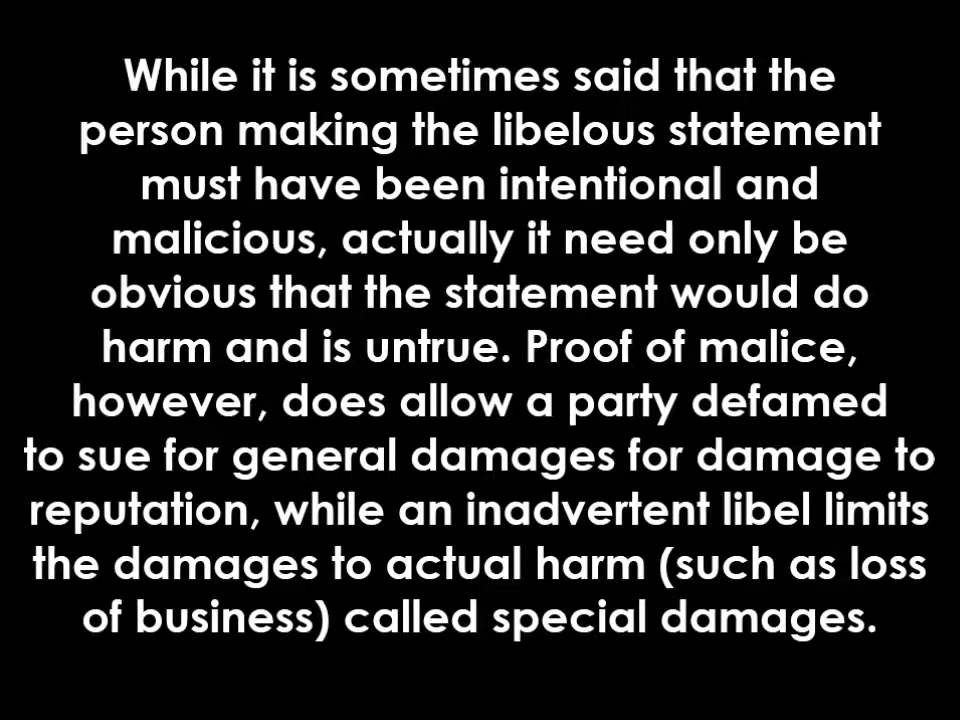 While it is sometimes said that the
person making the libelous statement
must have been intentional and
malicious, actually it need only be
obvious that the statement would do
harm and is untrue. Proof of malice,
however, does allow a party defamed
to sue for general damages for damage to
reputation, while an inadvertent libel limits
the damages to actual harm (such as loss
of business) called special damages.